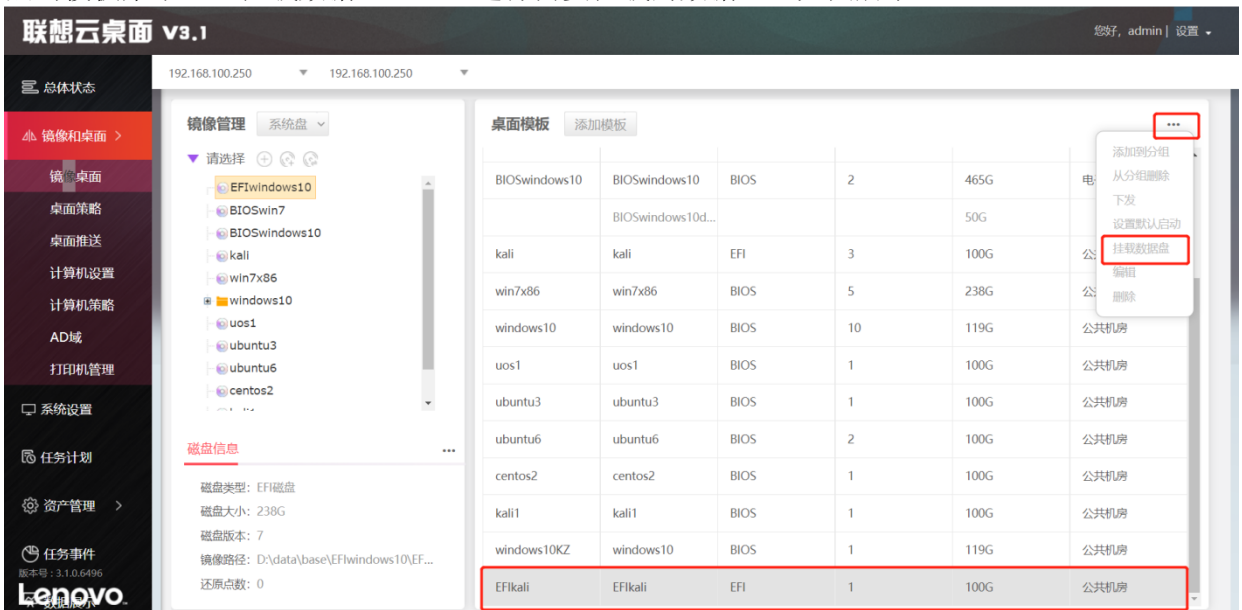 联想云桌面 V3.1
您好, admin | 设置
总体状态
镜像和桌面
镜像桌面
桌面策略
桌面推送
计算机设置
计算机策略
AD域
打印机管理
系统设置
任务计划
资产管理
任务事件
版本号 : 3.1.0.6496
数据展示
Lenovo
192.168.100.250
192.168.100.250
镜像管理
系统盘
请选择
EFIwindows10
BIOSwin7
BIOSwindows10
kali
win7x86
windows10
uos1
ubuntu3
ubuntu6
centos2
磁盘信息
...
磁盘类型: EFI磁盘
磁盘大小: 238G
磁盘版本: 7
镜像路径: D:\data\base\EFIwindows10\EF...
还原点数: 0
桌面模板
添加模板
...
BIOSwindows10 BIOSwindows10 BIOS 2 465G 电
BIOSwindows10d... 50G
kali kali EFI 3 100G 公
win7x86 win7x86 BIOS 5 238G 公
windows10 windows10 BIOS 10 119G 公共机房
uos1 uos1 BIOS 1 100G 公共机房
ubuntu3 ubuntu3 BIOS 1 100G 公共机房
ubuntu6 ubuntu6 BIOS 2 100G 公共机房
centos2 centos2 BIOS 1 100G 公共机房
kali1 kali1 BIOS 1 100G 公共机房
windows10KZ windows10 BIOS 1 119G 公共机房
EFIkali EFIkali EFI 1 100G 公共机房
添加到分组
从分组删除
下发
设置默认启动
挂载数据盘
编辑
删除